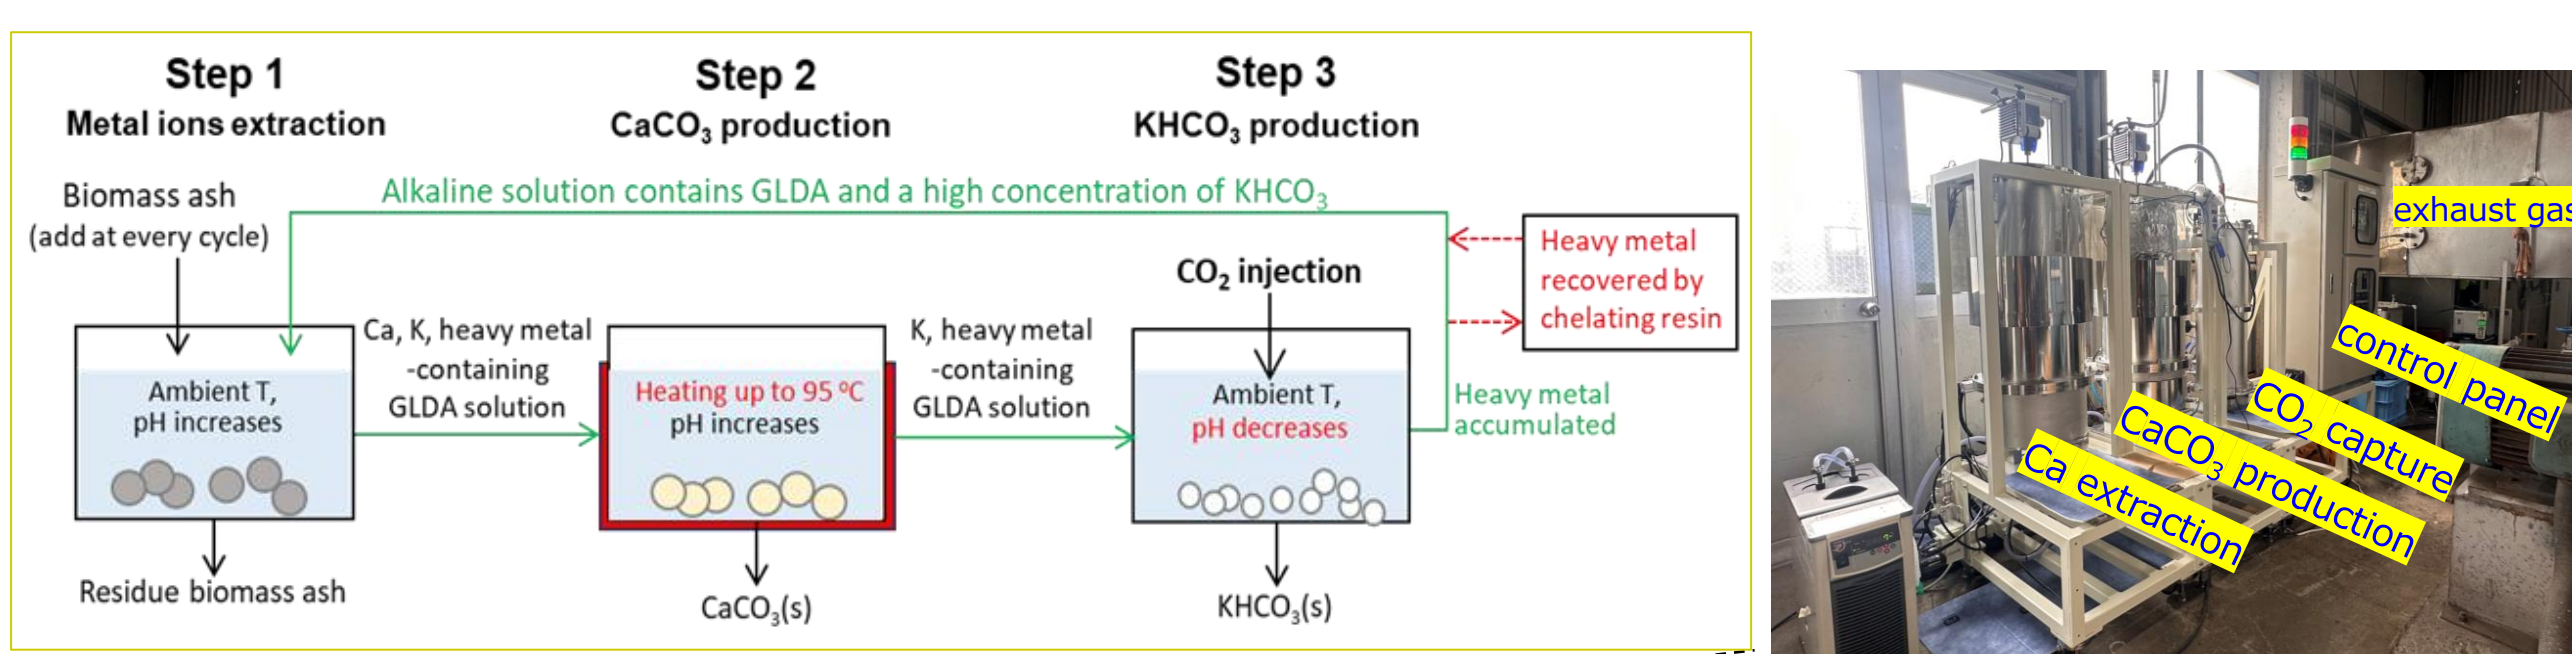 Step 1
Metal ions extraction
Step 2
CaCO₃ production
Step 3
KHCO₃ production
Biomass ash
(add at every cycle)
Alkaline solution contains GLDA and a high concentration of KHCO₃
Heavy metal
recovered by
chelating resin
CO₂ injection
Ca, K, heavy metal
-containing
GLDA solution
K, heavy metal
-containing
GLDA solution
Ambient T,
pH increases
Heating up to 95 ºC
pH increases
Ambient T,
pH decreases
Heavy metal
accumulated
Residue biomass ash
CaCO₃(s)
KHCO₃(s)
exhaust gas
control panel
CO₂ capture
CaCO₃ production
Ca extraction